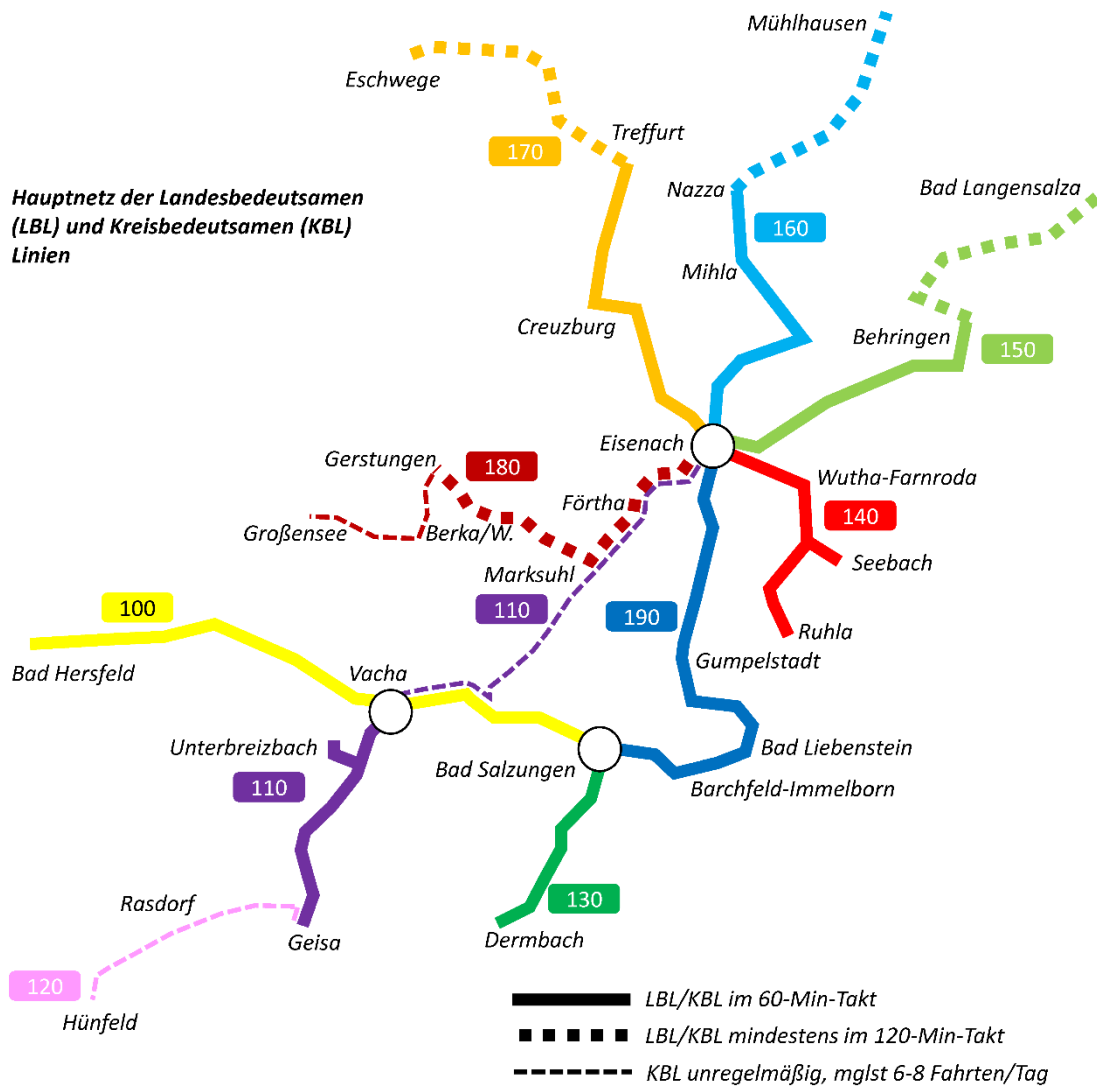 Mühlhausen
Eschwege
Treffurt
170
Nazza
Bad Langensalza
Hauptnetz der Landesbedeutsamen
(LBL) und Kreisbedeutsamen (KBL)
Linien
160
Mihla
Creuzburg
Behringen
150
Eisenach
Gerstungen
180
Wutha-Farnroda
Förtha
140
Großensee
Berka/W.
Marksuhl
Seebach
100
110
190
Ruhla
Bad Hersfeld
Vacha
Gumpelstadt
Unterbreizbach
Bad Salzungen
Bad Liebenstein
110
Barchfeld-Immelborn
Rasdorf
130
Geisa
Dermbach
120
Hünfeld
LBL/KBL im 60-Min-Takt
LBL/KBL mindestens im 120-Min-Takt
KBL unregelmäßig, mglst 6-8 Fahrten/Tag